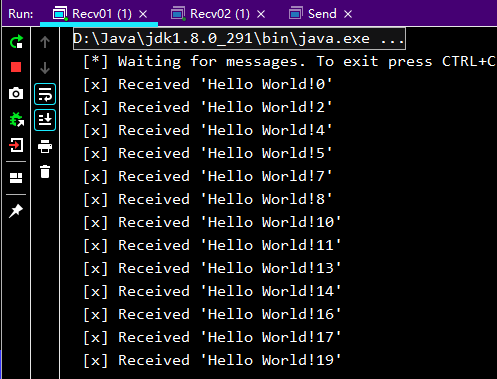 Run: Recv01 (1) × Recv02 (1) × Send ×
D:\Java\jdk1.8.0_291\bin\java.exe ...
[*] Waiting for messages. To exit press CTRL+C
[x] Received 'Hello World!0'
[x] Received 'Hello World!2'
[x] Received 'Hello World!4'
[x] Received 'Hello World!5'
[x] Received 'Hello World!7'
[x] Received 'Hello World!8'
[x] Received 'Hello World!10'
[x] Received 'Hello World!11'
[x] Received 'Hello World!13'
[x] Received 'Hello World!14'
[x] Received 'Hello World!16'
[x] Received 'Hello World!17'
[x] Received 'Hello World!19'